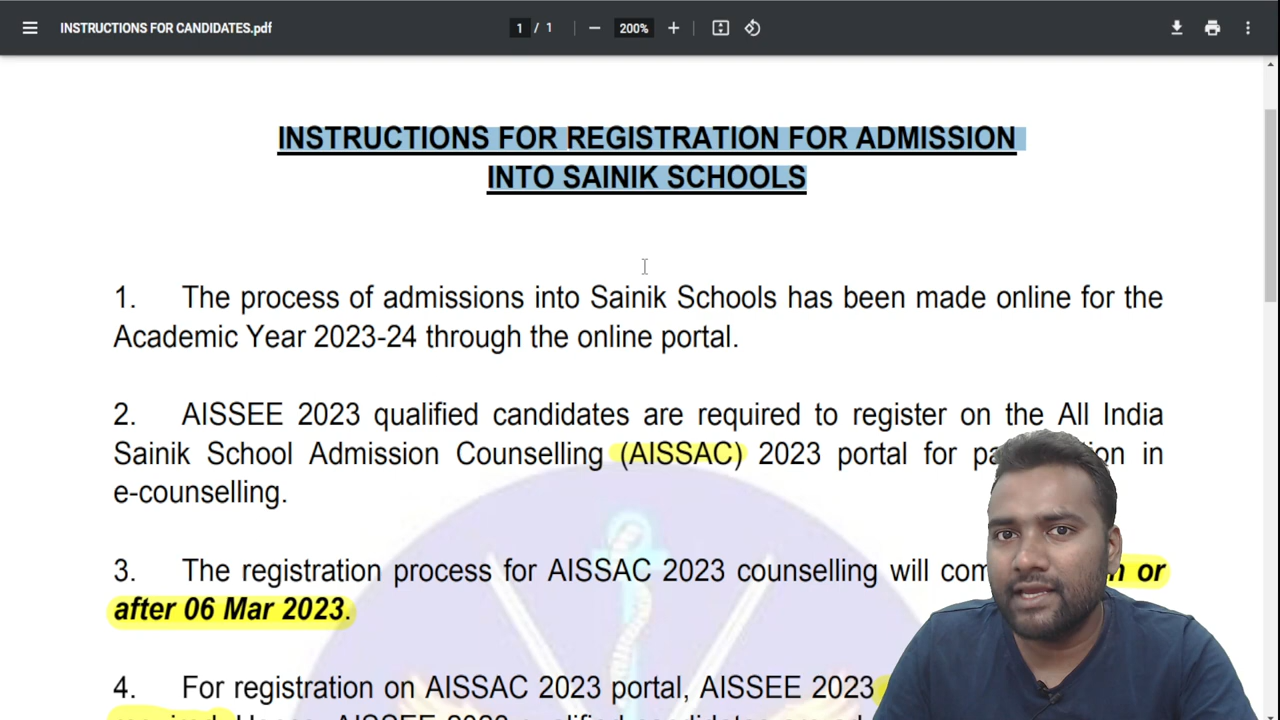 INSTRUCTIONS FOR CANDIDATES.pdf
1 / 1
200%
INSTRUCTIONS FOR REGISTRATION FOR ADMISSION
INTO SAINIK SCHOOLS
1. The process of admissions into Sainik Schools has been made online for the
Academic Year 2023-24 through the online portal.
2. AISSEE 2023 qualified candidates are required to register on the All India
Sainik School Admission Counselling (AISSAC) 2023 portal for in
e-counselling.
3. The registration process for AISSAC 2023 counselling will or
after 06 Mar 2023.
4. For registration on AISSAC 2023 portal, AISSEE 2023